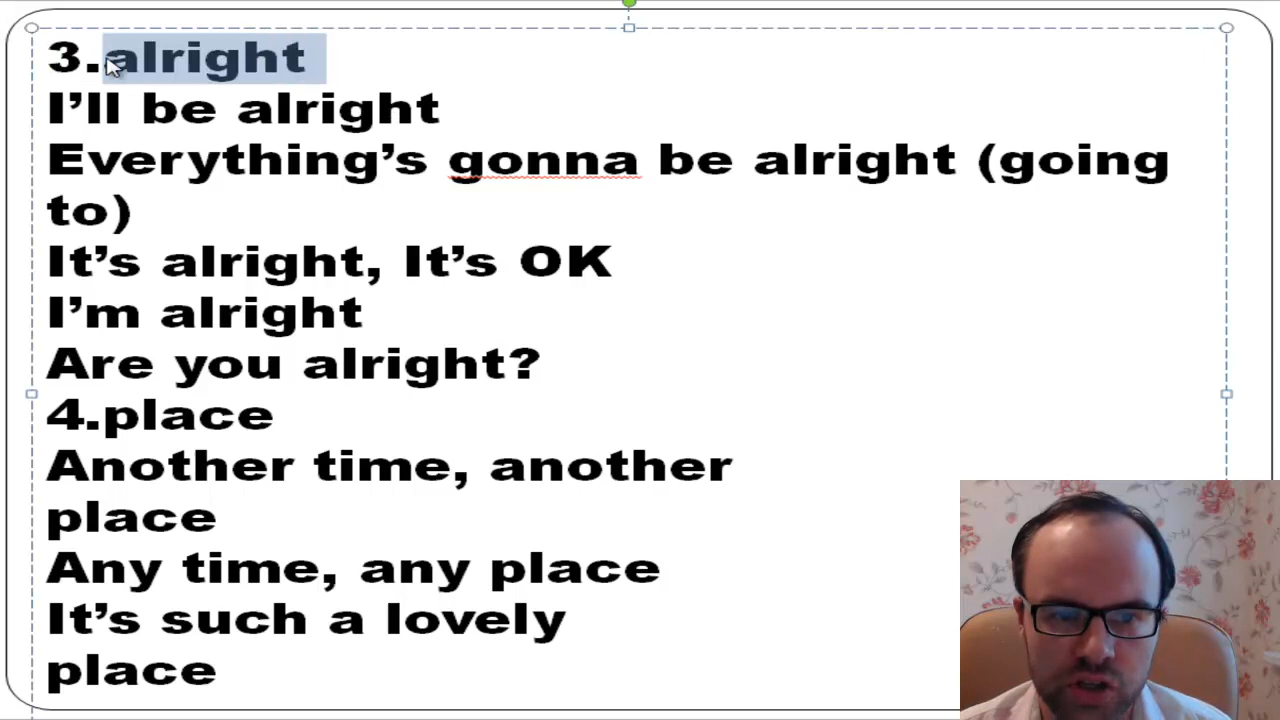 3.alright
I’ll be alright
Everything’s gonna be alright (going
to)
It’s alright, It’s OK
I’m alright
Are you alright?
4.place
Another time, another
place
Any time, any place
It’s such a lovely
place